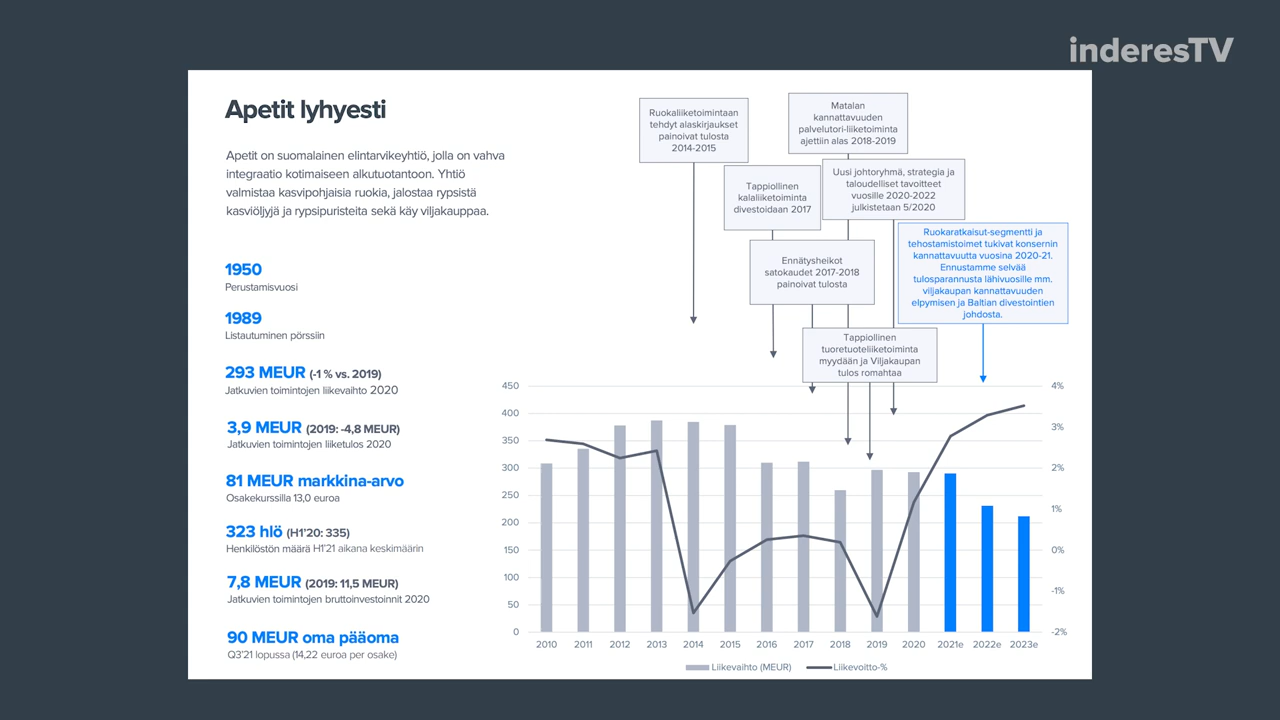 inderesTV
Apetit lyhyesti
Apetit on suomalainen elintarvikeyhtiö, jolla on vahva
integraatio kotimaiseen alkutuotantoon. Yhtiö
valmistaa kasvipohjaisia ruokia, jalostaa rypsistä
kasviöljyjä ja rypsipuristeita sekä käy viljakauppaa.
1950
Perustamisvuosi
1989
Listautuminen pörssiin
293 MEUR (-1 % vs. 2019)
Jatkuvien toimintojen liikevaihto 2020
3,9 MEUR (2019: -4,8 MEUR)
Jatkuvien toimintojen liiketulos 2020
81 MEUR markkina-arvo
Osakekurssilla 13,0 euroa
323 hlö (H1'20: 335)
Henkilöstön määrä H1'21 aikana keskimäärin
7,8 MEUR (2019: 11,5 MEUR)
Jatkuvien toimintojen bruttoinvestoinnit 2020
90 MEUR oma pääoma
Q3'21 lopussa (14,22 euroa per osake)
Ruokaliiketoimintaan
tehdyt alaskirjaukset
painoivat tulosta
2014-2015
Matalan
kannattavuuden
palvelutori-liiketoiminta
ajettiin alas 2018-2019
Tappiollinen
kalaliiketoiminta
divestoidaan 2017
Uusi johtoryhmä, strategia ja
taloudelliset tavoitteet
vuosille 2020-2022
julkistetaan 5/2020
Ennätysheikot
satokaudet 2017-2018
painoivat tulosta
Ruokaratkaisut-segmentti ja
tehostamistoimet tukivat konsernin
kannattavuutta vuosina 2020-21.
Ennustamme selvää
tulosparannusta lähivuosille mm.
viljakaupan kannattavuuden
elpymisen ja Baltian divestointien
johdosta.
Tappiollinen
tuoretuoteliiketoiminta
myydään ja Viljakaupan
tulos romahtaa
450
400
350
300
250
200
150
100
50
0
4%
3%
2%
1%
0%
-1%
-2%
2010 2011 2012 2013 2014 2015 2016 2017 2018 2019 2020 2021e 2022e 2023e
Liikevaihto (MEUR) Liikevoitto-%